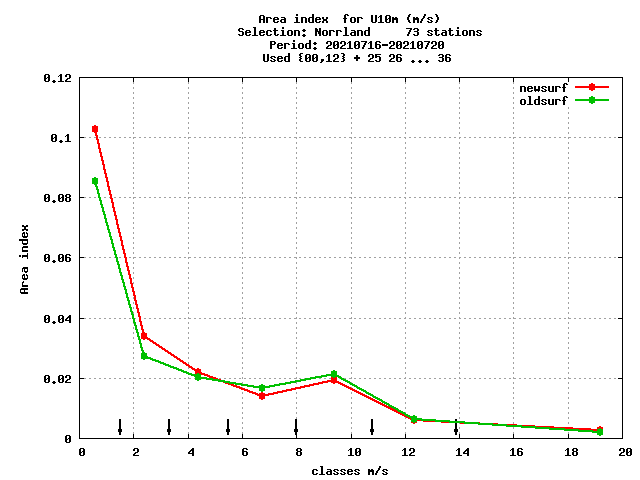 Area index  for U10m (m/s)
Selection: Norrland     73 stations
Period: 20210716-20210720
Used {00,12} + 25 26 ... 36
newsurf
oldsurf
0.12
0.1
0.08
0.06
0.04
0.02
0
Area index
0 2 4 6 8 10 12 14 16 18 20
classes m/s